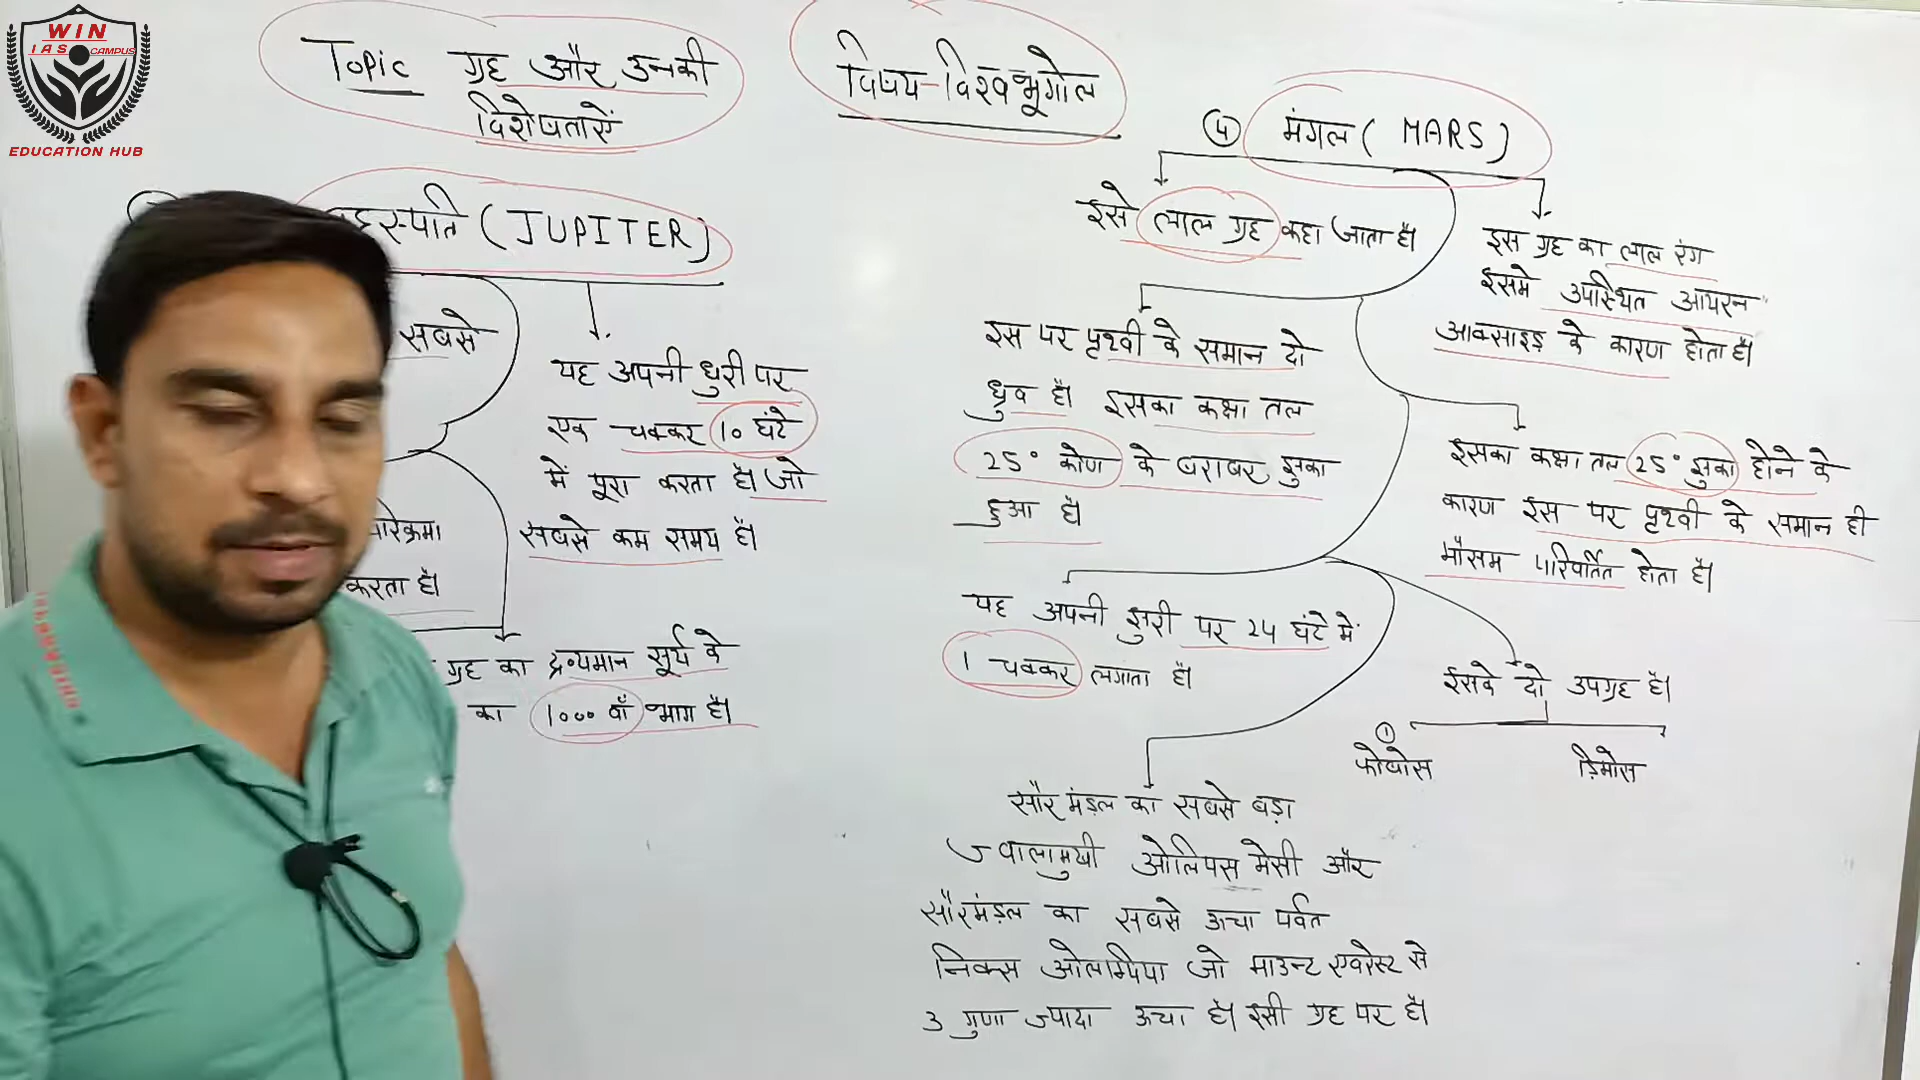 WIN
IAS CAMPUS
EDUCATION HUB
Topic ग्रह और उनकी
विशेषताऐं
विषय-विश्व भूगोल
(JUPITER)
सबसे
यह अपनी धुरी पर
एक चक्कर 10 घंटे
में पूरा करता है। जो
सबसे कम समय है।
करता है।
ग्रह का द्रव्यमान सूर्य के
का 1000 वाँ भाग है।
④ मंगल ( MARS )
इसे लाल ग्रह कहा जाता है।
इस ग्रह का लाल रंग
इसमे उपस्थित आयरन
आक्साइड के कारण होता है।
इस पर पृथ्वी के समान दो
ध्रुव है। इसका कक्षा तल
25° कोण के बराबर झुका
हुआ है।
इसका कक्षा तल 25° झुका होने के
कारण इस पर पृथ्वी के समान ही
मौसम परिवर्तित होता है।
यह अपनी धुरी पर 24 घंटे में
1 चक्कर लगाता है।
इसके दो उपग्रह है।
① फोबोस
डिमोस
सौर मंडल का सबसे बड़ा
ज्वालामुखी ओलिपस मेसी और
सौरमंडल का सबसे ऊचा पर्वत
निक्स ओलम्पिया जो माउन्ट एवरेस्ट से
3 गुणा ज्यादा ऊचा है। इसी ग्रह पर है।